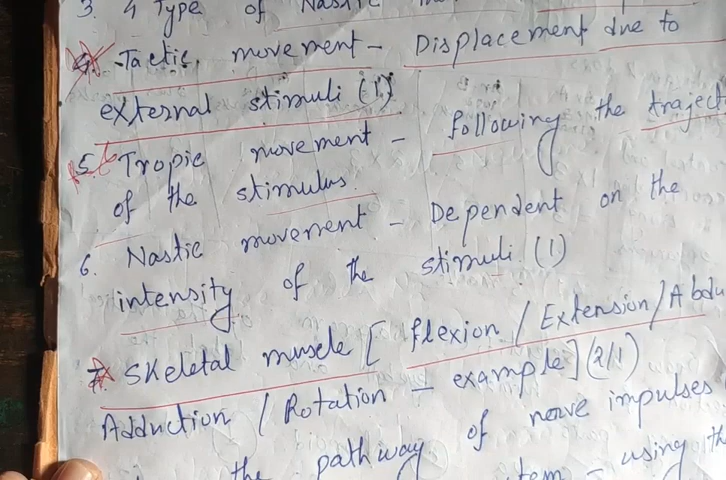 3. 4 Type of Nastic
4. Tactic movement - Displacement due to
external stimuli (1)
5. Tropic movement - following the traject
of the stimulus.
6. Nastic movement - Dependent on the
intensity of the stimuli (1)
7. Skeletal muscle [ flexion / Extension / Abdu
Adduction / Rotation - example] (2/1)
the pathway of nerve impulses
using th